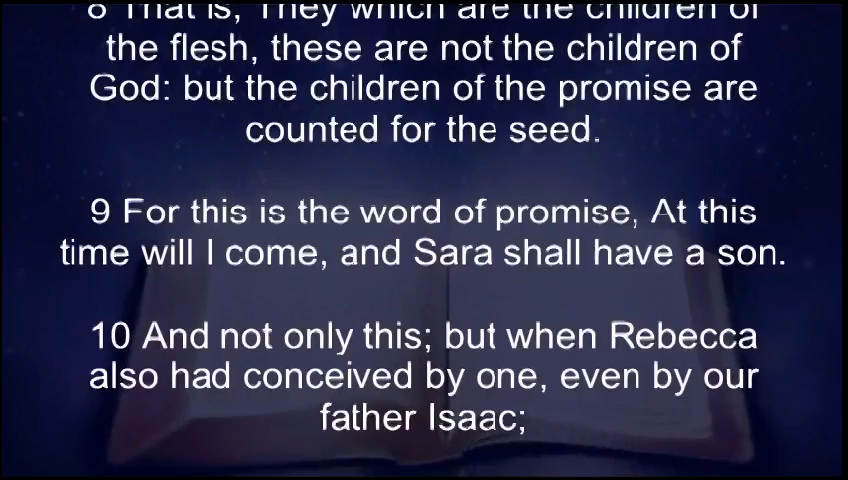 8 That is, They which are the children of
the flesh, these are not the children of
God: but the children of the promise are
counted for the seed.
9 For this is the word of promise, At this
time will I come, and Sara shall have a son.
10 And not only this; but when Rebecca
also had conceived by one, even by our
father Isaac;